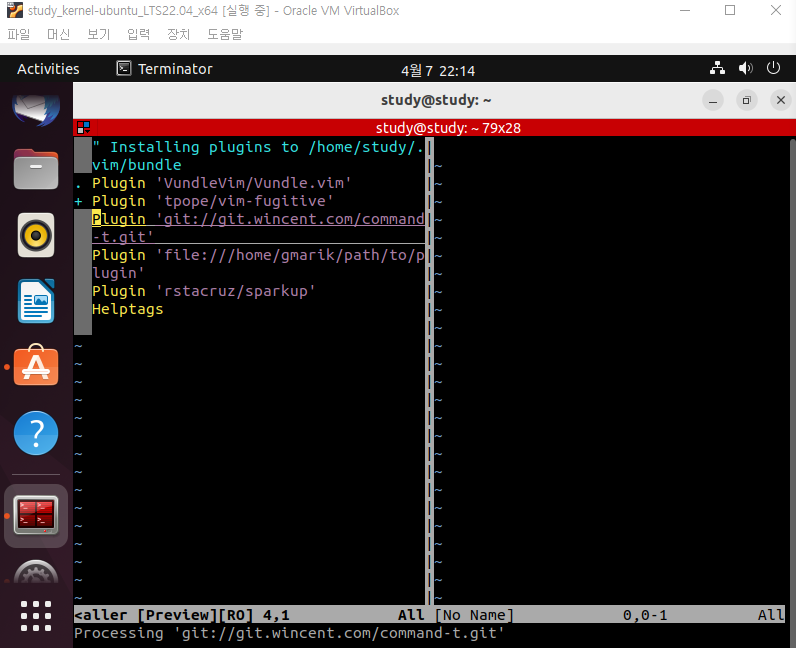 study_kernel-ubuntu_LTS22.04_x64 [실행 중] - Oracle VM VirtualBox
파일 머신 보기 입력 장치 도움말
Activities Terminator 4월 7 22:14
study@study: ~
study@study: ~ 79x28
" Installing plugins to /home/study/.
vim/bundle
. Plugin 'VundleVim/Vundle.vim'
+ Plugin 'tpope/vim-fugitive'
Plugin 'git://git.wincent.com/command
-t.git'
Plugin 'file:///home/gmarik/path/to/p
lugin'
Plugin 'rstacruz/sparkup'
Helptags
<aller [Preview][RO] 4,1 All [No Name] 0,0-1 All
Processing 'git://git.wincent.com/command-t.git'